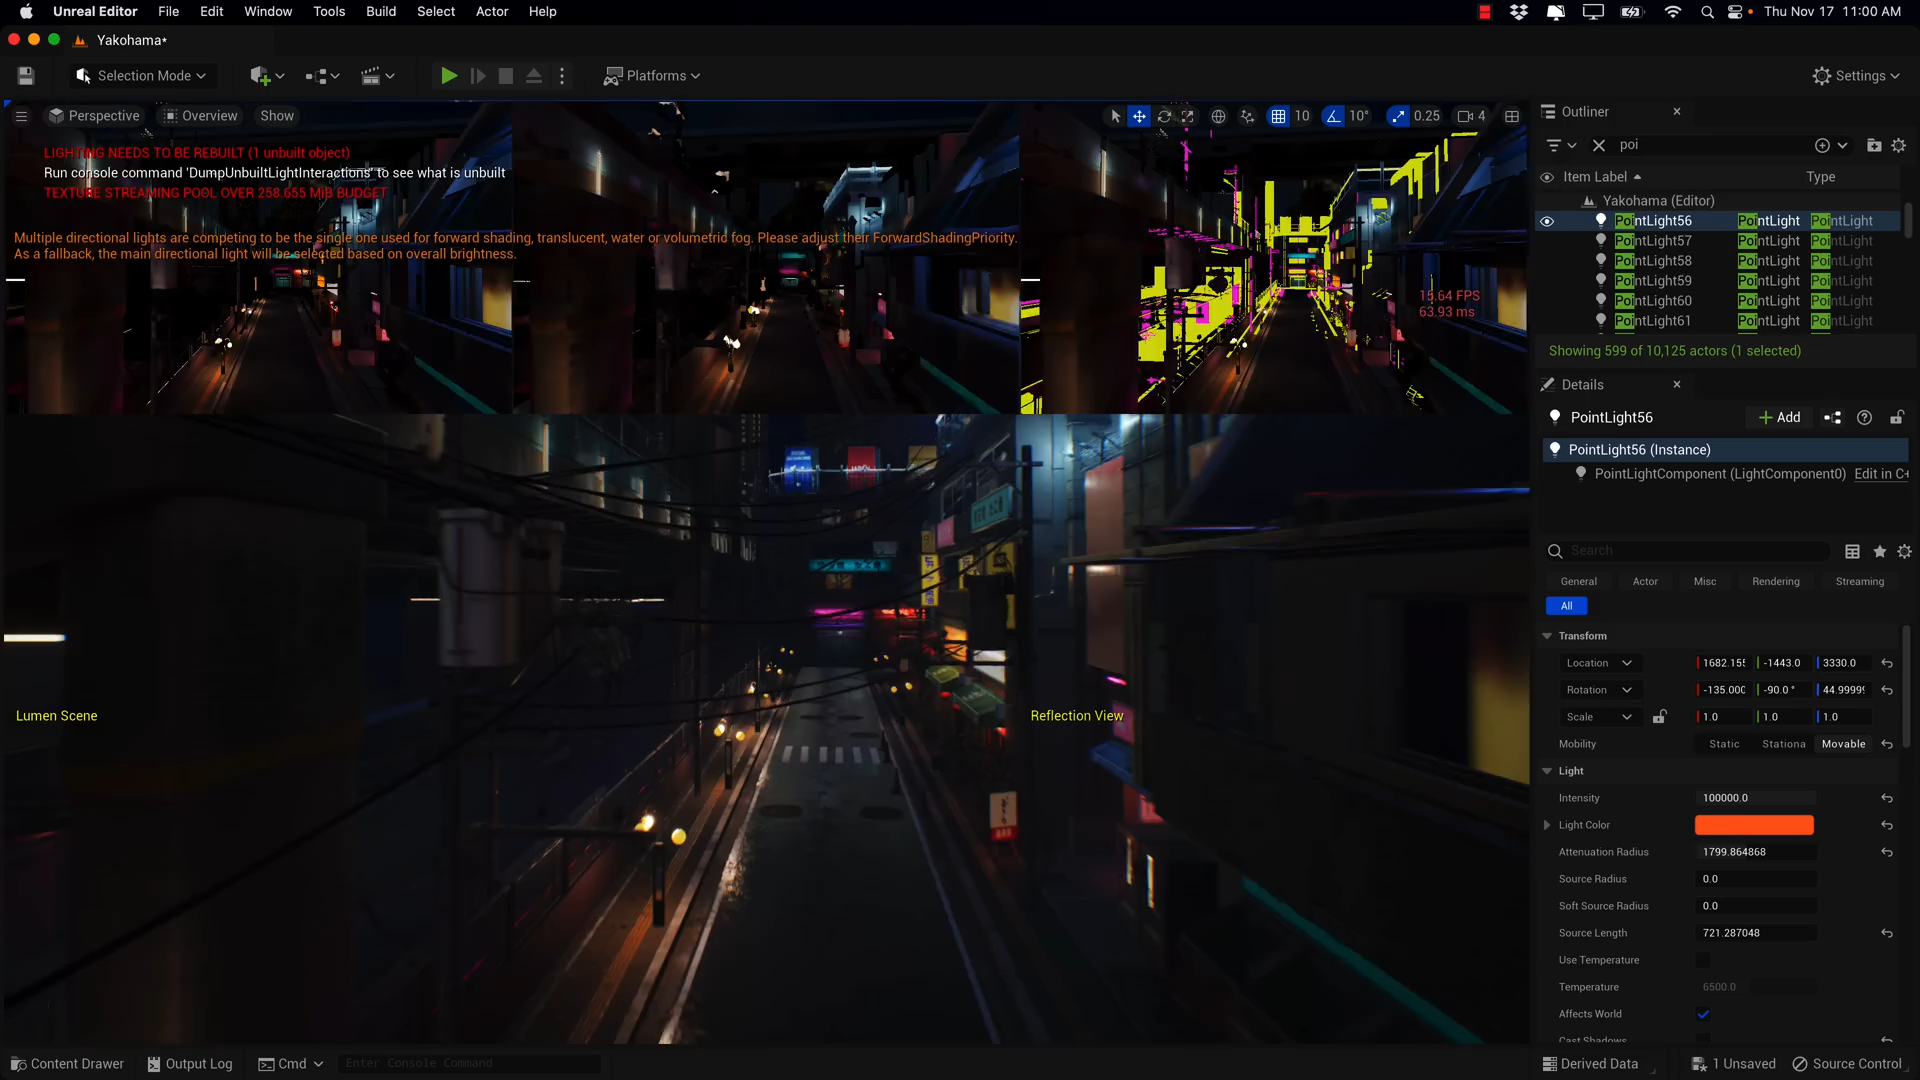 Unreal Editor File Edit Window Tools Build Select Actor Help
Thu Nov 17 11:00 AM
Yakohama*
Selection Mode
Platforms
Settings
Perspective
Overview
Show
10
10°
0.25
4
LIGHTING NEEDS TO BE REBUILT (1 unbuilt object)
Run console command 'DumpUnbuiltLightInteractions' to see what is unbuilt
TEXTURE STREAMING POOL OVER 258.655 MiB BUDGET
Multiple directional lights are competing to be the single one used for forward shading, translucent, water or volumetric fog. Please adjust their ForwardShadingPriority.
As a fallback, the main directional light will be selected based on overall brightness.
15.64 FPS
63.93 ms
Lumen Scene
Reflection View
Outliner
poi
Item Label
Type
Yakohama (Editor)
PointLight56 PointLight PointLight
PointLight57 PointLight PointLight
PointLight58 PointLight PointLight
PointLight59 PointLight PointLight
PointLight60 PointLight PointLight
PointLight61 PointLight PointLight
Showing 599 of 10,125 actors (1 selected)
Details
PointLight56
Add
PointLight56 (Instance)
PointLightComponent (LightComponent0) Edit in C+
Search
General Actor Misc Rendering Streaming
All
Transform
Location 1682.155 -1443.0 3330.0
Rotation -135.000 -90.0 ° 44.99999
Scale 1.0 1.0 1.0
Mobility Static Stationa Movable
Light
Intensity 100000.0
Light Color
Attenuation Radius 1799.864868
Source Radius 0.0
Soft Source Radius 0.0
Source Length 721.287048
Use Temperature
Temperature 6500.0
Affects World
Cast Shadows
Content Drawer
Output Log
Cmd
Enter Console Command
Derived Data
1 Unsaved
Source Control